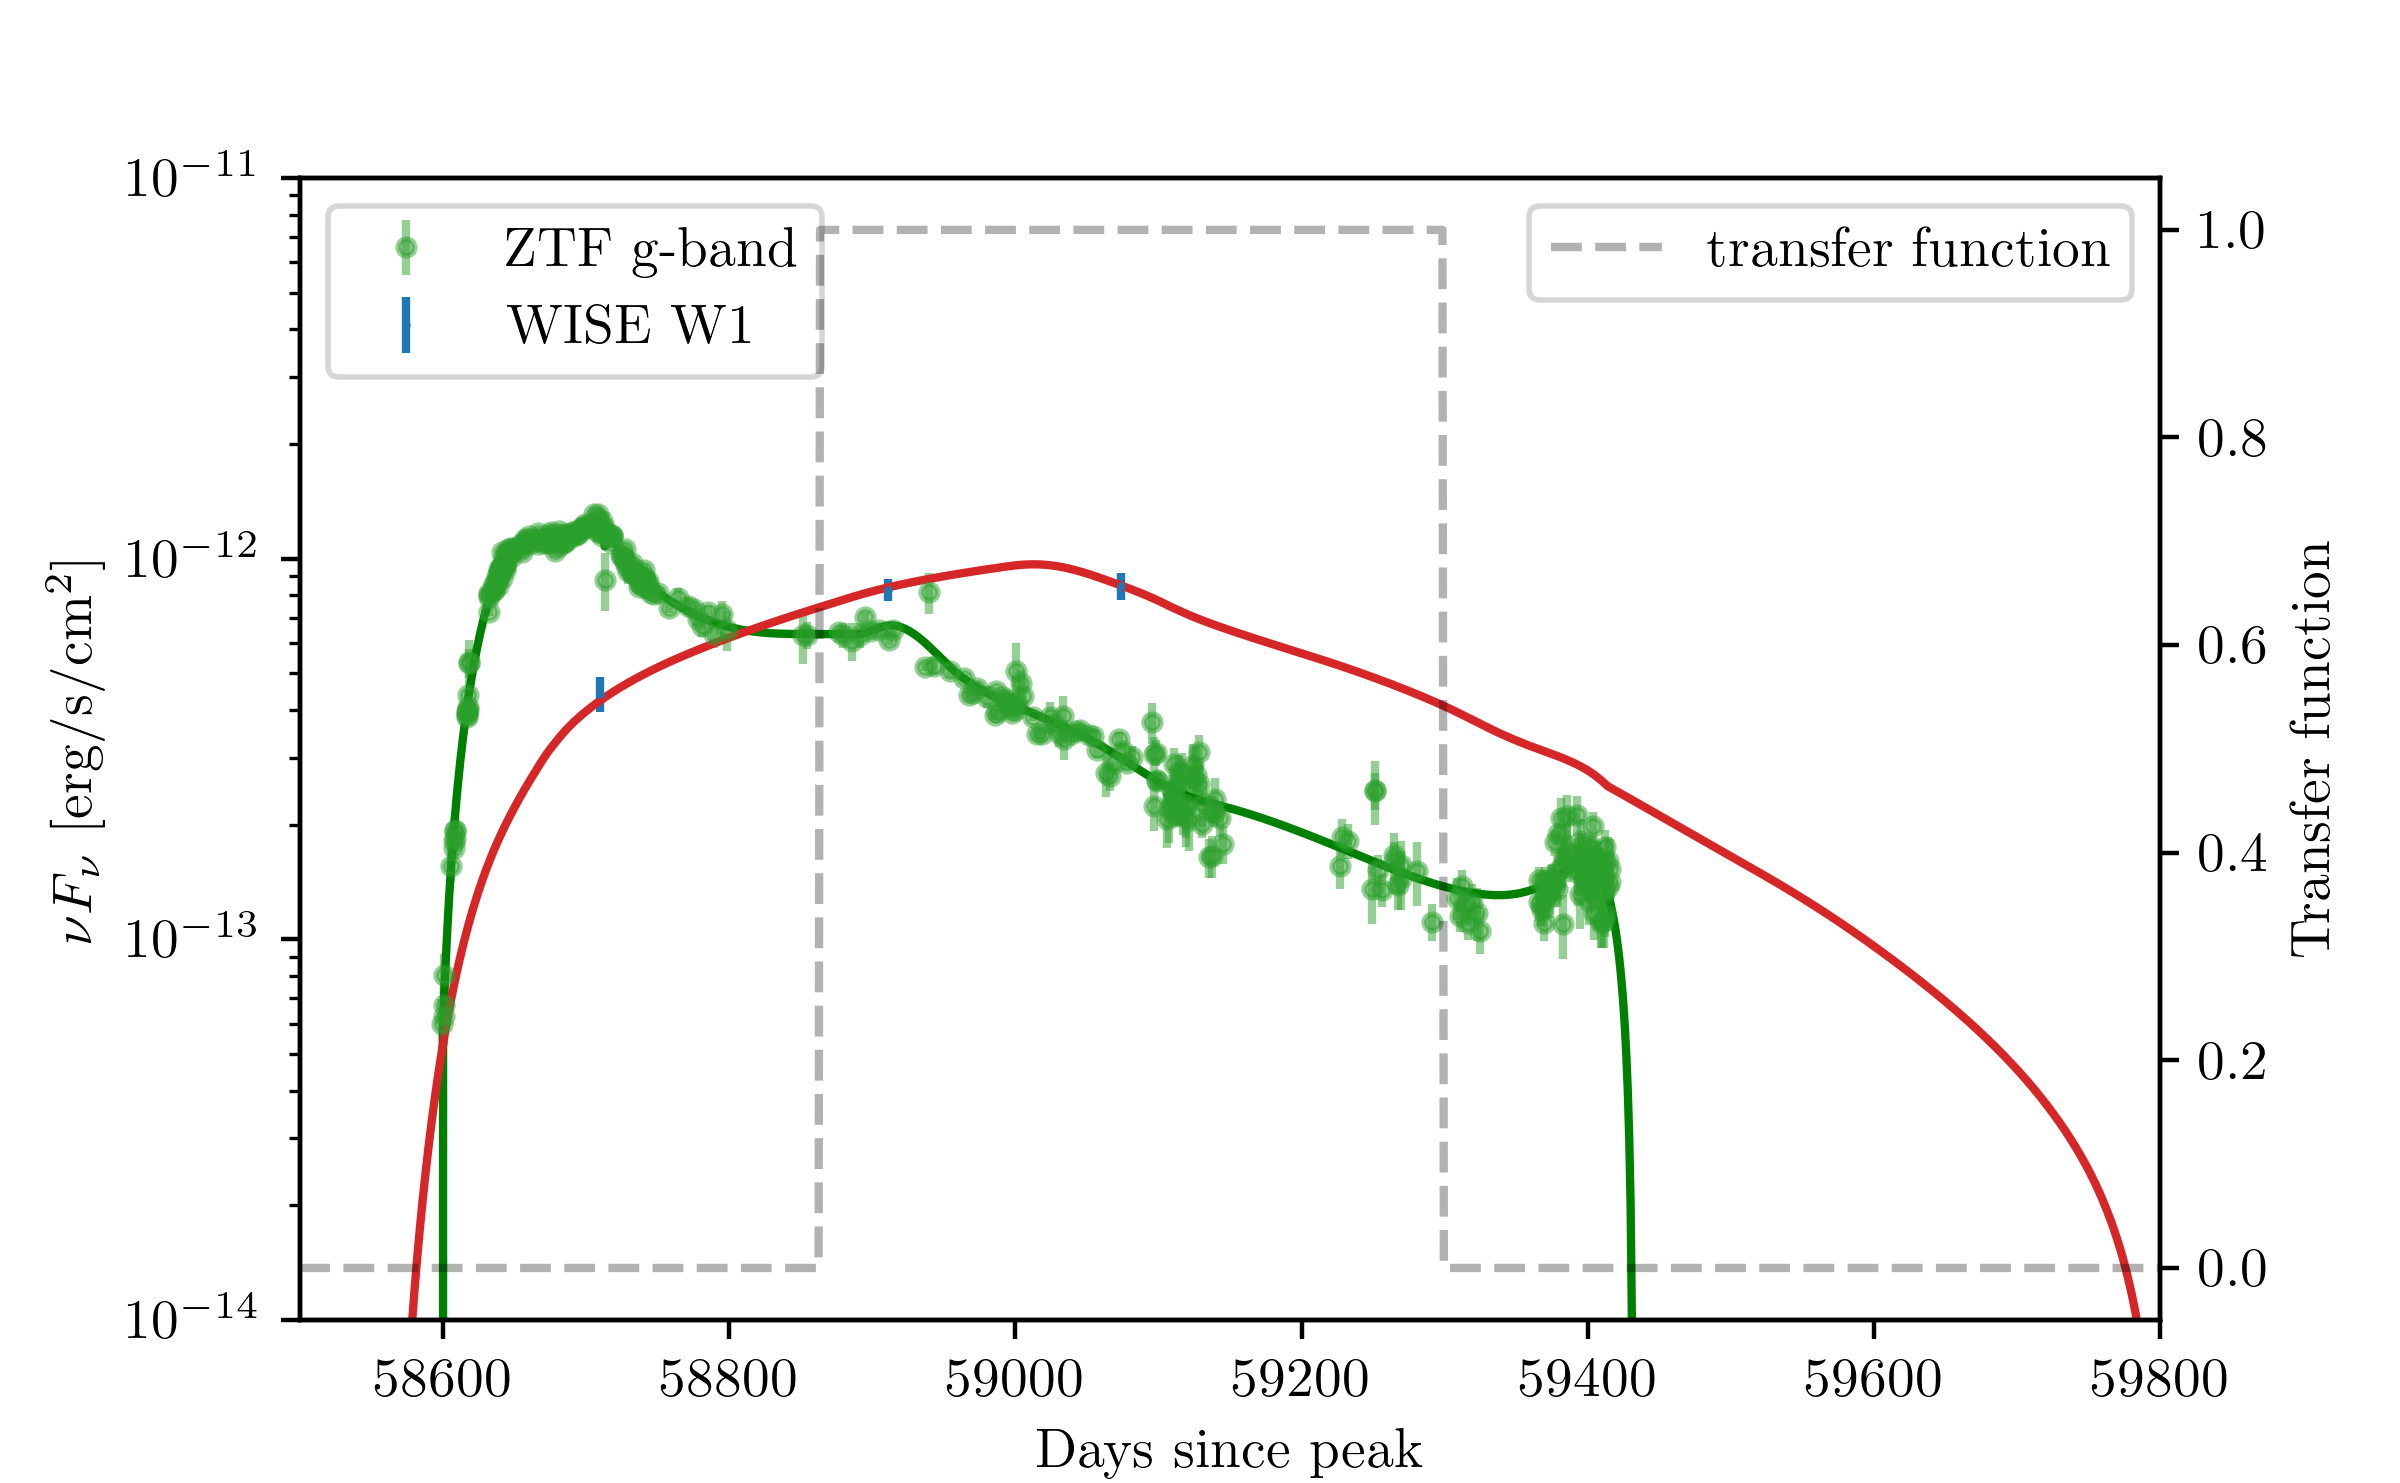 10⁻¹¹
10⁻¹²
10⁻¹³
10⁻¹⁴
νF_ν [erg/s/cm²]
ZTF g-band
WISE W1
transfer function
1.0
0.8
0.6
0.4
0.2
0.0
Transfer function
58600 58800 59000 59200 59400 59600 59800
Days since peak